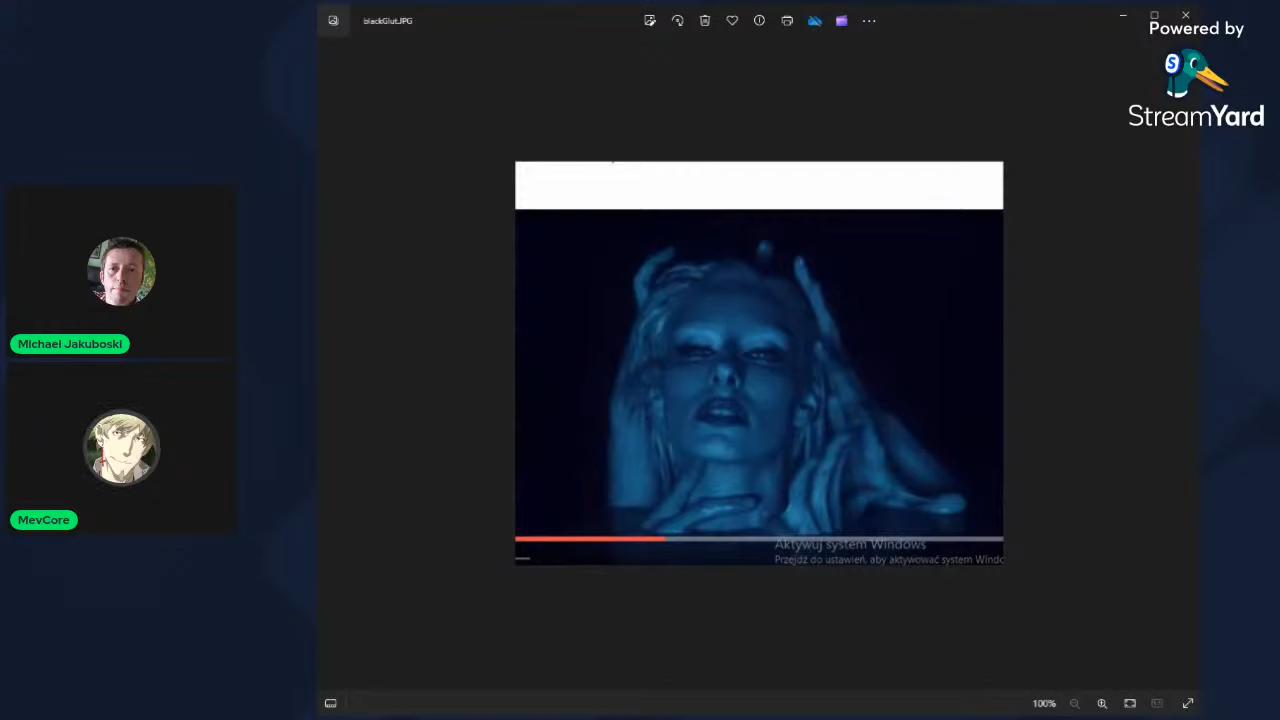 blackGlut.JPG
Powered by
StreamYard
Michael Jakuboski
MevCore
Aktywuj system Windows
Przejdź do ustawień, aby aktywować system Windo
100%